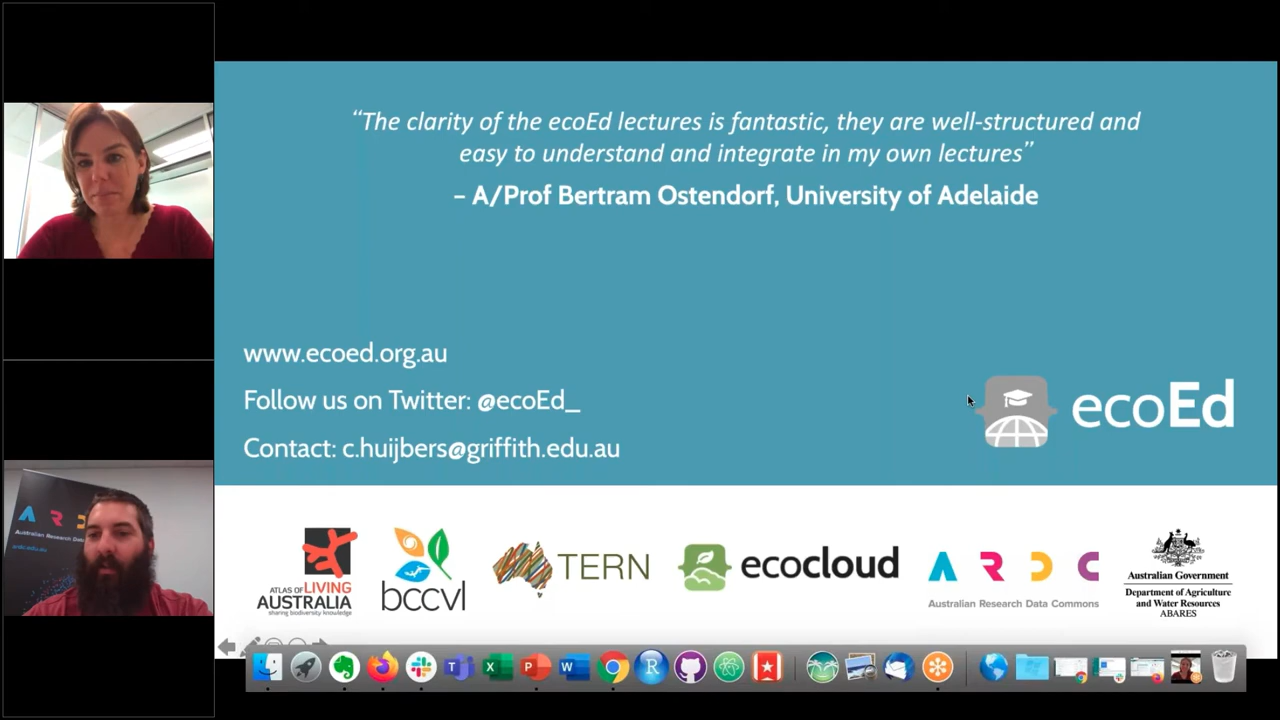 “The clarity of the ecoEd lectures is fantastic, they are well-structured and
easy to understand and integrate in my own lectures”
– A/Prof Bertram Ostendorf, University of Adelaide
www.ecoed.org.au
Follow us on Twitter: @ecoEd_
Contact: c.huijbers@griffith.edu.au
ecoEd
ATLAS OF LIVING
AUSTRALIA
sharing biodiversity knowledge
bccvl
TERN
ecocloud
A R D C
Australian Research Data Commons
Australian Government
Department of Agriculture
and Water Resources
ABARES
A R D
Australian Research Dat